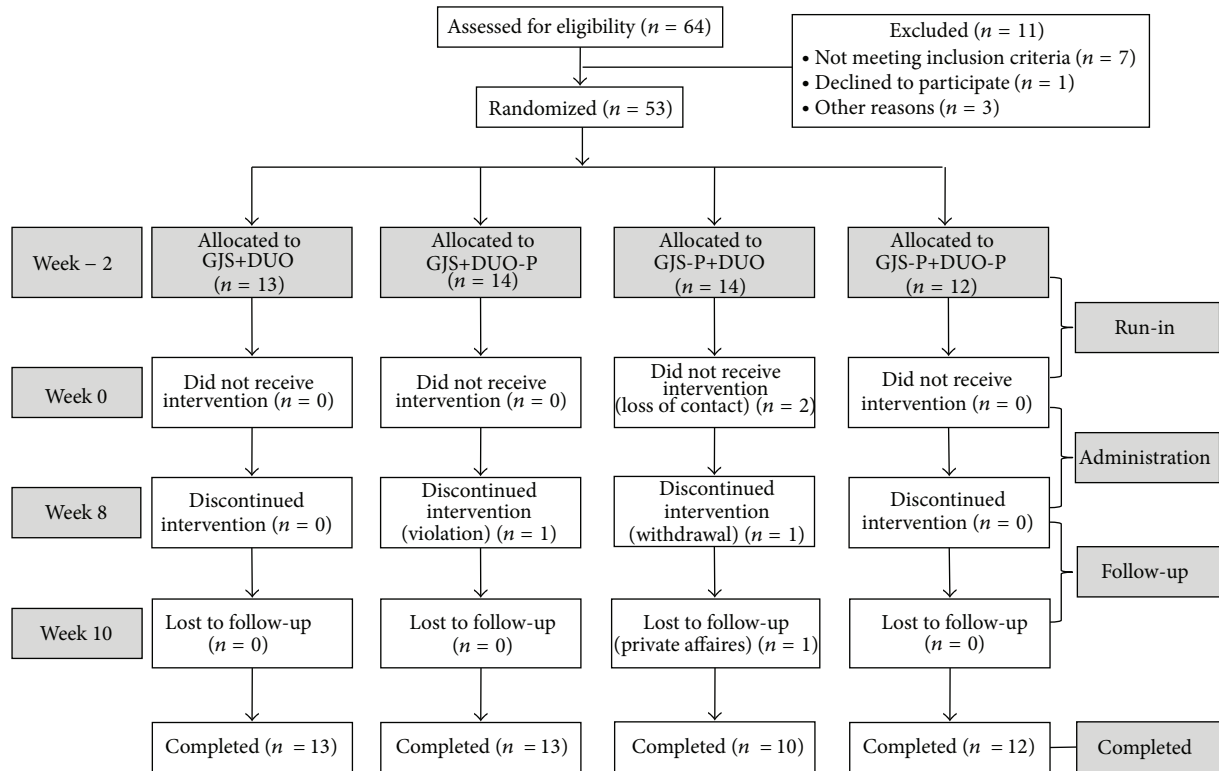 Assessed for eligibility (n = 64)
Excluded (n = 11)
• Not meeting inclusion criteria (n = 7)
• Declined to participate (n = 1)
• Other reasons (n = 3)
Randomized (n = 53)
Week − 2
Allocated to
GJS+DUO
(n = 13)
Allocated to
GJS+DUO-P
(n = 14)
Allocated to
GJS-P+DUO
(n = 14)
Allocated to
GJS-P+DUO-P
(n = 12)
Run-in
Week 0
Did not receive
intervention (n = 0)
Did not receive
intervention (n = 0)
Did not receive
intervention
(loss of contact) (n = 2)
Did not receive
intervention (n = 0)
Administration
Week 8
Discontinued
intervention (n = 0)
Discontinued
intervention
(violation) (n = 1)
Discontinued
intervention
(withdrawal) (n = 1)
Discontinued
intervention (n = 0)
Follow-up
Week 10
Lost to follow-up
(n = 0)
Lost to follow-up
(n = 0)
Lost to follow-up
(private affaires) (n = 1)
Lost to follow-up
(n = 0)
Completed (n = 13)
Completed (n = 13)
Completed (n = 10)
Completed (n = 12)
Completed